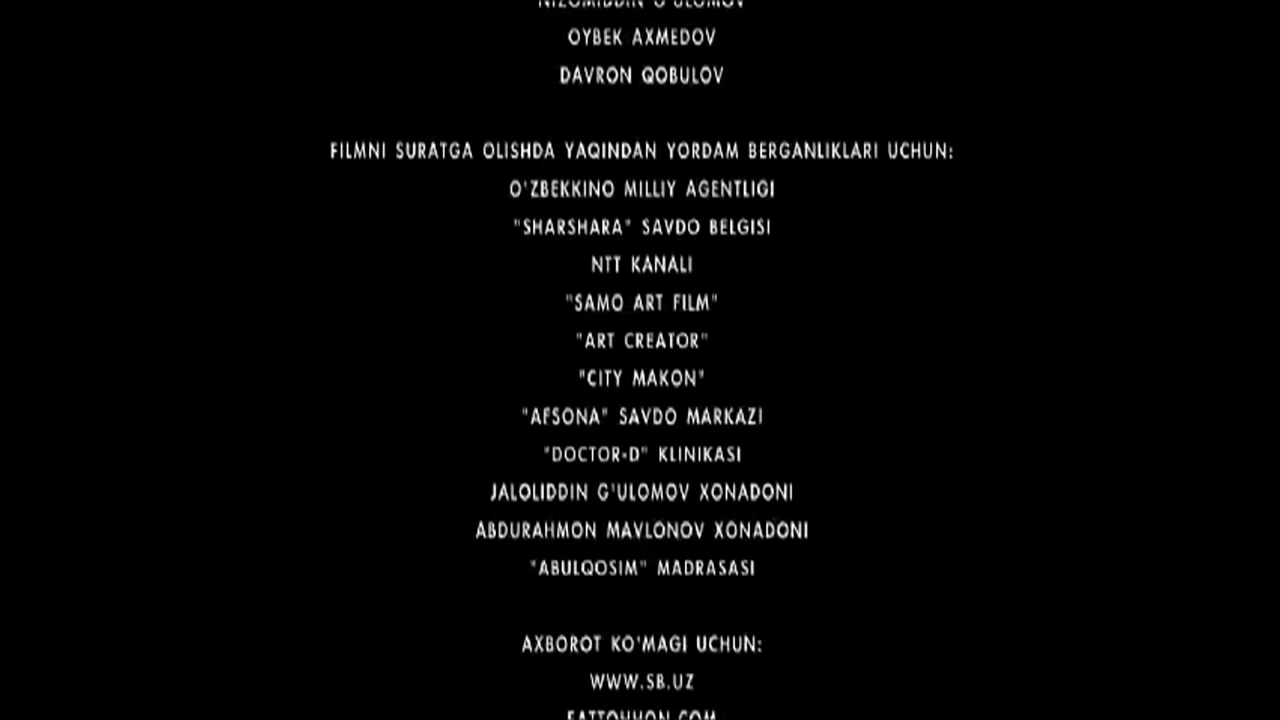 OYBEK AXMEDOV
DAVRON QOBULOV
FILMNI SURATGA OLISHDA YAQINDAN YORDAM BERGANLIKLARI UCHUN:
O'ZBEKKINO MILLIY AGENTLIGI
"SHARSHARA" SAVDO BELGISI
NTT KANALI
"SAMO ART FILM"
"ART CREATOR"
"CITY MAKON"
"AFSONA" SAVDO MARKAZI
"DOCTOR-D" KLINIKASI
JALOLIDDIN G'ULOMOV XONADONI
ABDURAHMON MAVLONOV XONADONI
"ABULQOSIM" MADRASASI
AXBOROT KO'MAGI UCHUN:
WWW.SB.UZ